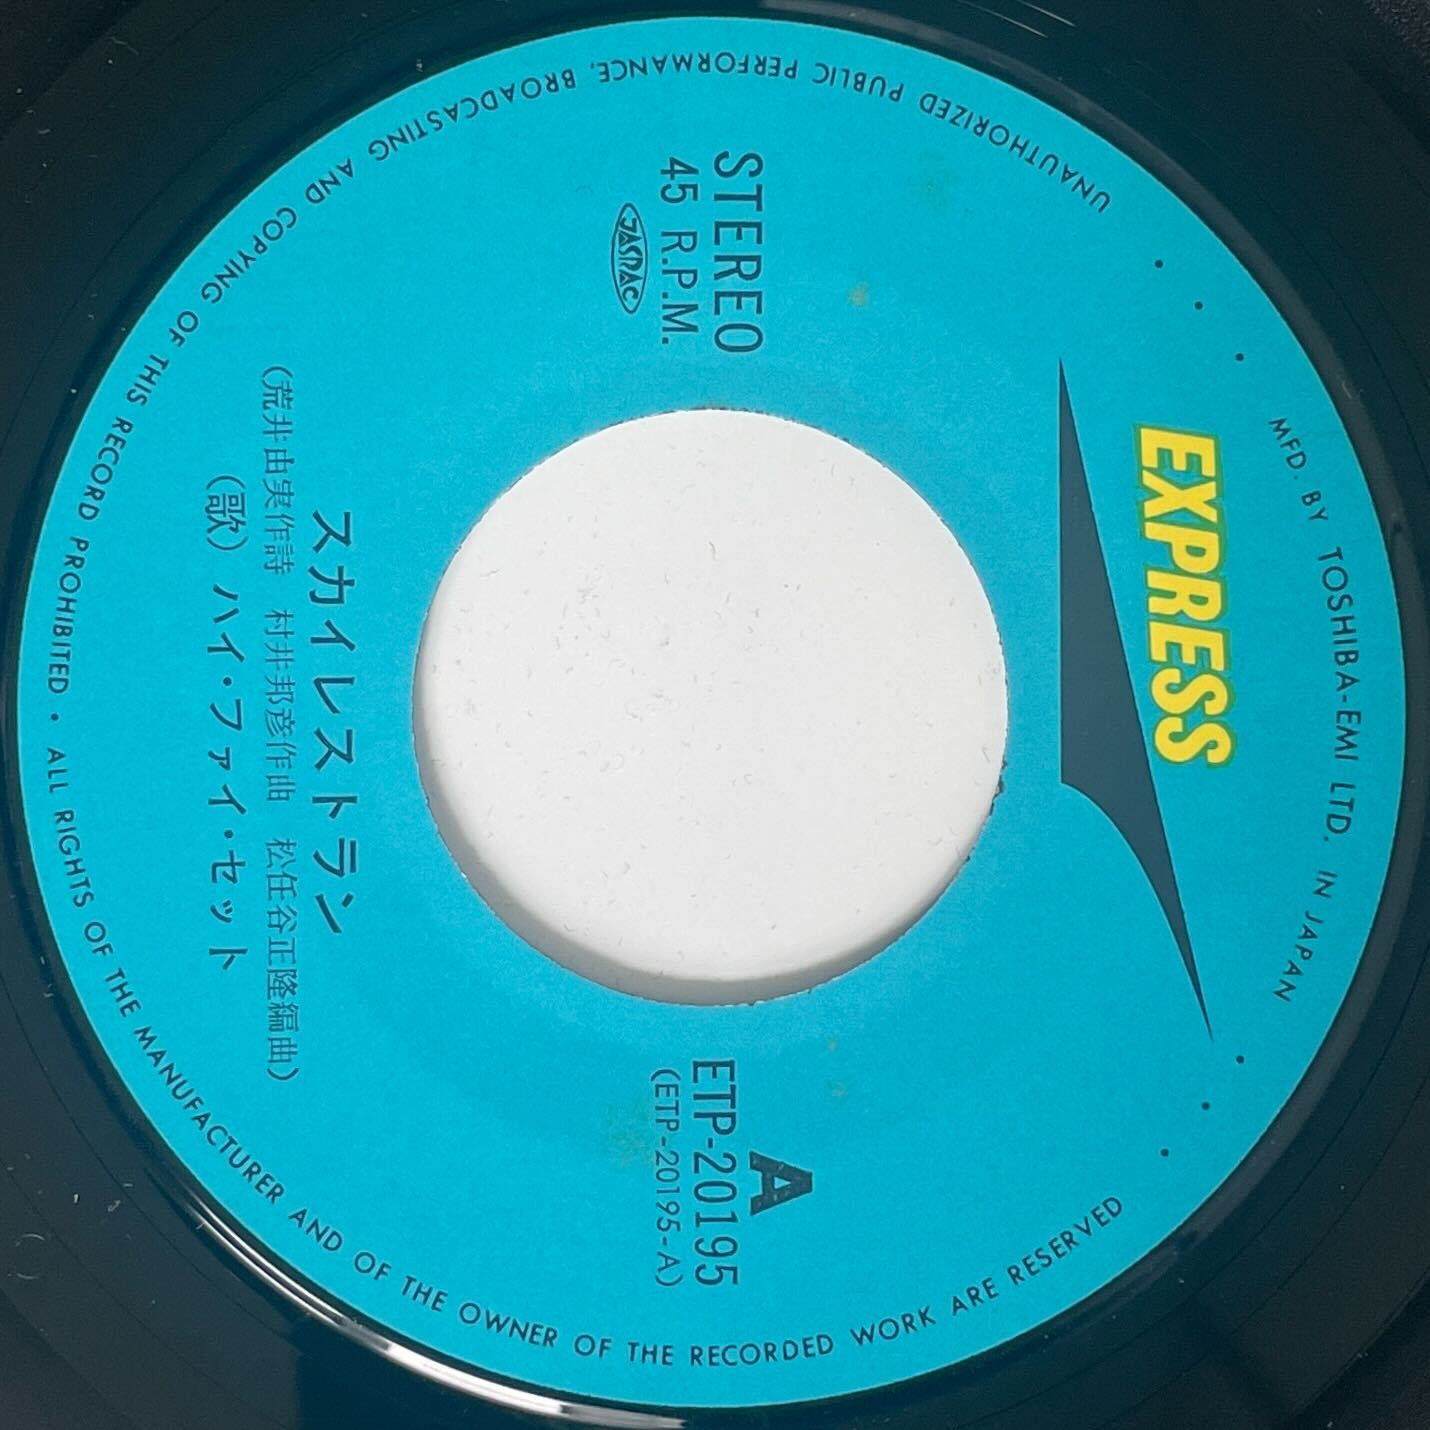 MFD. BY TOSHIBA-EMI LTD. IN JAPAN
EXPRESS
STEREO
45 R.P.M.
JASRAC
A
ETP-20195
(ETP-20195-A)
スカイレストラン
(荒井由実作詩 村井邦彦作曲 松任谷正隆編曲)
(歌) ハイ・ファイ・セット
UNAUTHORIZED PUBLIC PERFORMANCE, BROADCASTING AND COPYING OF THIS RECORD PROHIBITED • ALL RIGHTS OF THE MANUFACTURER AND OF THE OWNER OF THE RECORDED WORK ARE RESERVED